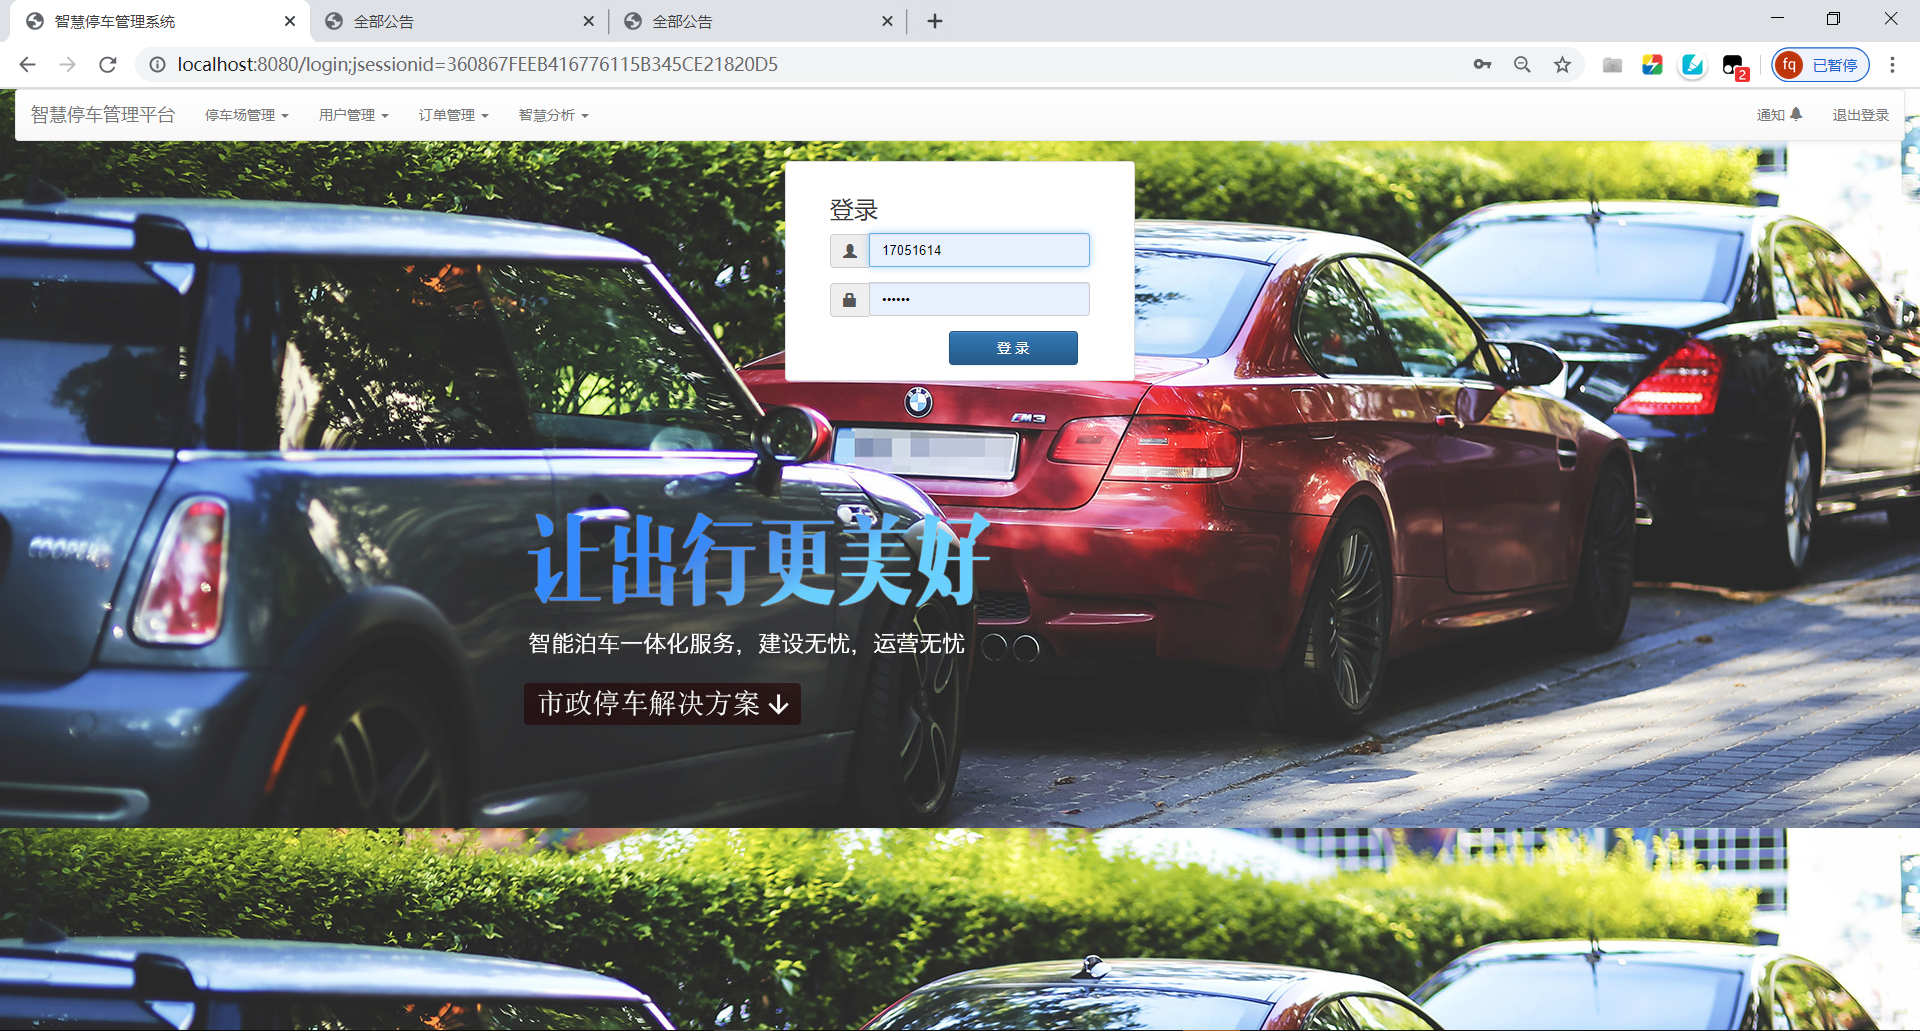 智慧停车管理系统
全部公告
全部公告
localhost:8080/login;jsessionid=360867FEEB416776115B345CE21820D5
2
fq 已暂停
智慧停车管理平台 停车场管理 用户管理 订单管理 智慧分析 通知 退出登录
登录
17051614
••••••
登 录
M3
COOPER
让出行更美好
智能泊车一体化服务，建设无忧，运营无忧
市政停车解决方案